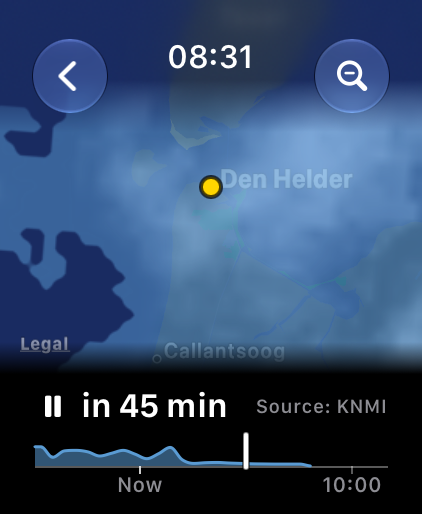 08:31
Den Helder
Legal
Callantsoog
in 45 min
Source: KNMI
Now
10:00